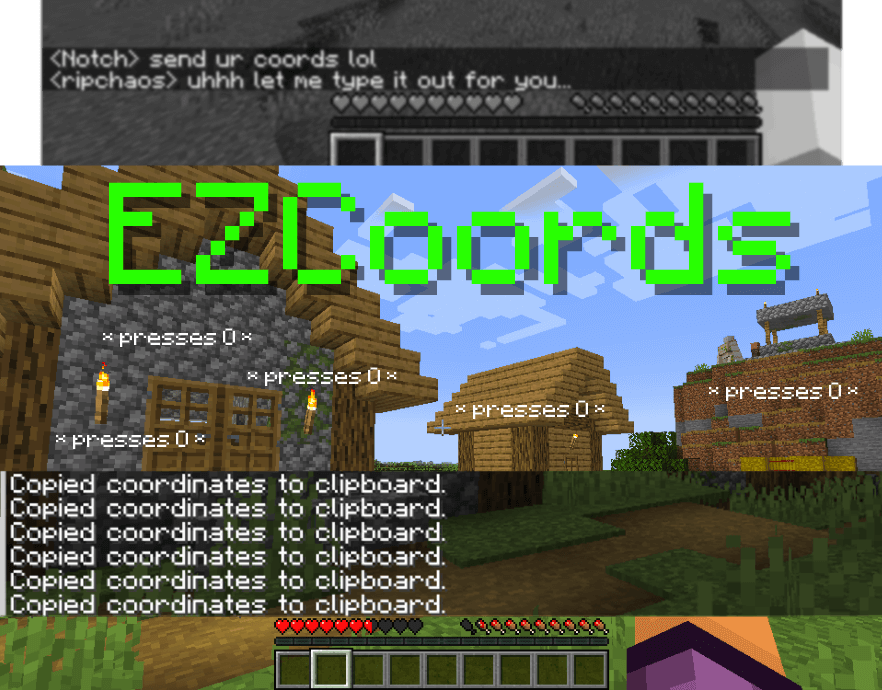 <Notch> send ur coords lol
<ripchaos> uhhh let me type it out for you...
EZCoords
*presses O*
*presses O*
*presses O*
*presses O*
*presses O*
Copied coordinates to clipboard.
Copied coordinates to clipboard.
Copied coordinates to clipboard.
Copied coordinates to clipboard.
Copied coordinates to clipboard.
Copied coordinates to clipboard.